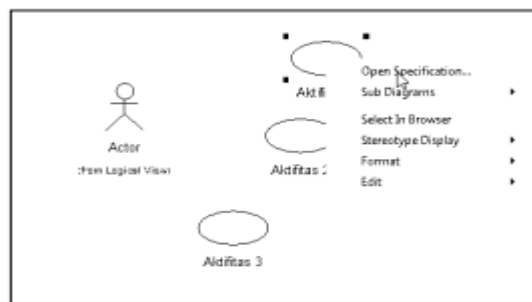 Open Specification...
Aktifi
Sub Diagrams
Select In Browser
Actor
Stereotype Display
(from Logical View)
Aktifitas 2
Format
Edit
Aktifitas 3